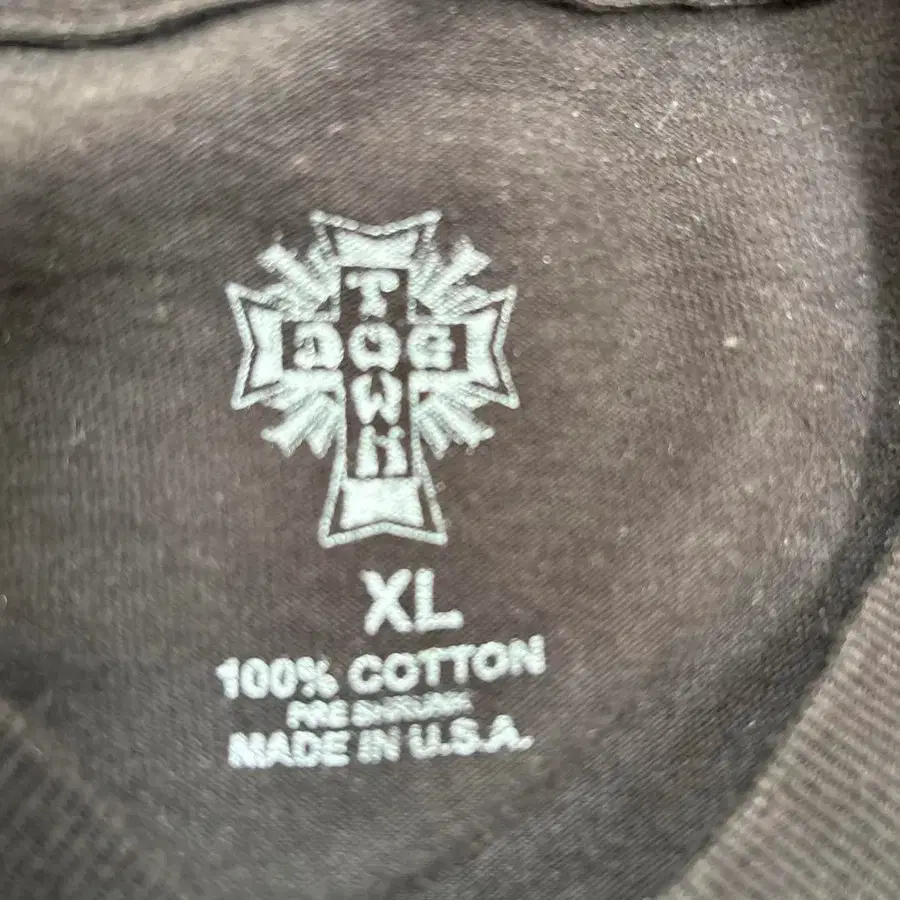 DOG
TOWN
XL
100% COTTON
PRE SHRUNK
MADE IN U.S.A.